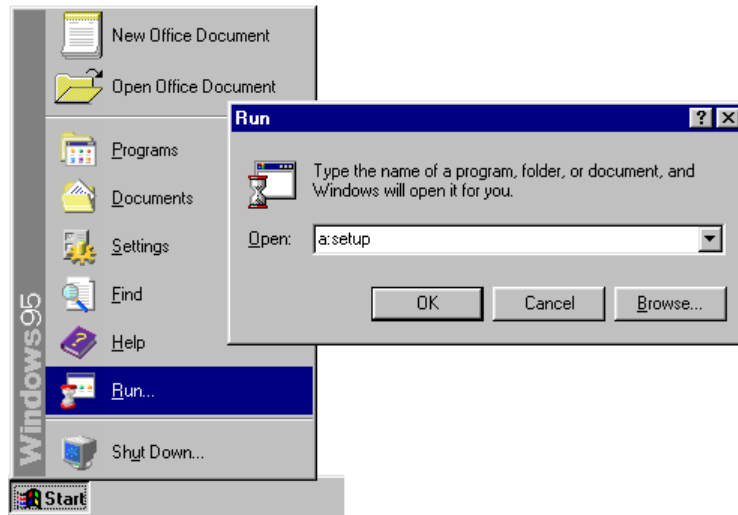 New Office Document
Open Office Document
Programs
Documents
Settings
Find
Help
Run...
Shut Down...
Windows95
Start
Run
Type the name of a program, folder, or document, and
Windows will open it for you.
Open:
a:setup
OK
Cancel
Browse...